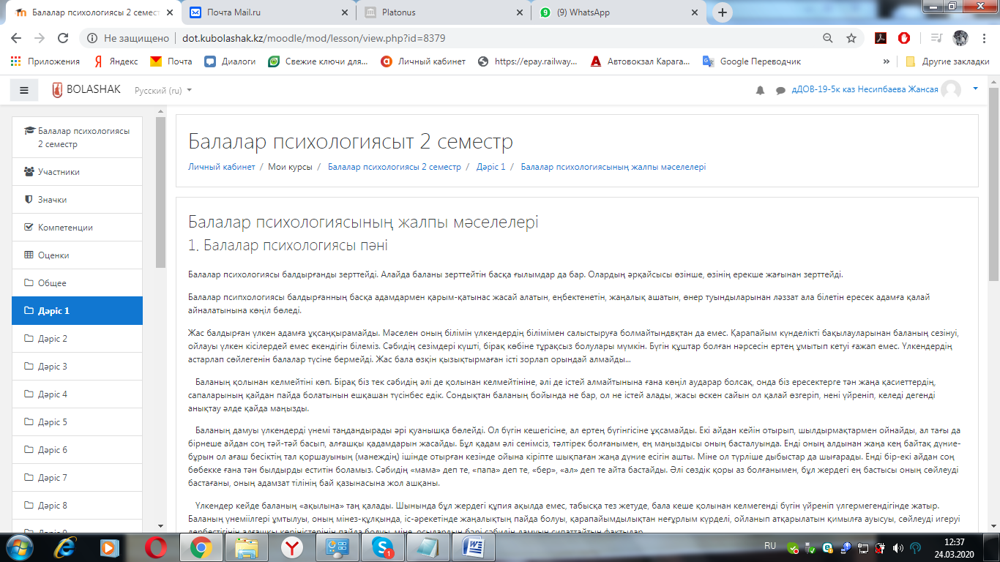 Балалар психологиясы 2 семест
Почта Mail.ru
Platonus
(9) WhatsApp
Не защищено
dot.kubolashak.kz/moodle/mod/lesson/view.php?id=8379
Приложения
Яндекс
Почта
Диалоги
Свежие ключи для...
Личный кабинет
https://epay.railway...
Автовокзал Карага...
Google Переводчик
»
Другие закладки
BOLASHAK
Русский (ru)
дДОВ-19-5к каз Несипбаева Жансая
Балалар психологиясы
2 семестр
Участники
Значки
Компетенции
Оценки
Общее
Дәріс 1
Дәріс 2
Дәріс 3
Дәріс 4
Дәріс 5
Дәріс 6
Дәріс 7
Дәріс 8
Балалар психологиясыт 2 семестр
Личный кабинет / Мои курсы / Балалар психологиясы 2 семестр / Дәріс 1 / Балалар психологиясының жалпы мәселелері
Балалар психологиясының жалпы мәселелері
1. Балалар психологиясы пәні
Балалар психологиясы балдырғанды зерттейді. Алайда баланы зерттейтін басқа ғылымдар да бар. Олардың әрқайсысы өзінше, өзінің ерекше жағынан зерттейді.
Балалар псипхологиясы балдырғанның басқа адамдармен қарым-қатынас жасай алатын, еңбектенетін, жаңалық ашатын, өнер туындыларынан ләззат ала білетін ересек адамға қалай
айналатынына көңіл бөледі.
Жас балдырған үлкен адамға ұқсаңқырамайды. Мәселен оның білімін үлкендердің білімімен салыстыруға болмайтындвқтан да емес. Қарапайым күнделікті бақылауларынан баланың сезінуі,
ойлауы үлкен кісілердей емес екендігін білеміз. Сәбидің сезімдері күшті, бірақ көбіне тұрақсыз болулары мүмкін. Бүгін құштар болған нәрсесін ертең ұмытып кетуі ғажап емес. Үлкендердің
астарлап сөйлегенін балалар түсіне бермейді. Жас бала өзқін қызықтырмаған істі зорлап орындай алмайды...
Баланың қолынан келмейтіні көп. Бірақ біз тек сәбидің әлі де қолынан келмейтініне, әлі де істей алмайтынына ғана көңіл аударар болсақ, онда біз ересектерге тән жаңа қасиеттердің,
сапаларының қайдан пайда болатынын ешқашан түсінбес едік. Сондықтан баланың бойында не бар, ол не істей алады, жасы өскен сайын ол қалай өзгеріп, нені үйреніп, келеді дегенді
анықтау әлде қайда маңызды.
Баланың дамуы үлкендерді үнемі таңдандырады әрі қуанышқа бөлейді. Ол бүгін кешегісіне, ал ертең бүгінгісіне ұқсамайды. Екі айдан кейін отырып, шылдырмақтармен ойнайды, ал тағы да
бірнеше айдан соң тәй-тәй басып, алғашқы қадамдарын жасайды. Бұл қадам әлі сенімсіз, тәлтірек болғанымен, ең маңыздысы оның басталуында. Енді оның алдынан жаңа кең байтақ дүние-
бұрын ол ағаш бесіктің тал қоршауының (манеждің) ішінде отырған кезінде ойына кіріпте шықпаған жаңа дүние есігін ашты. Міне ол түрліше дыбыстар да шығарады. Енді бір-екі айдан соң
бөбекке ғана тән былдырды еститін боламыз. Сәбидің «мама» деп те, «папа» деп те, «бер», «ал» деп те айта бастайды. Әлі сөздік қоры аз болғанымен, бұл жердегі ең бастысы оның сөйлеуді
бастағаны, оның адамзат тілінің бай қазынасына жол ашқаны.
Үлкендер кейде баланың «ақылына» таң қалады. Шынында бұл жердегі құпия ақылда емес, табысқа тез жетуде, бала кеше қолынан келмегенді бүгін үйреніп үлгермегендігінде жатыр.
Баланың үнеміілгері ұмтылуы, оның мінез-құлқында, іс-әрекетінде жаңалықтың пайда болуы, қарапайымдылықтан неғұрлым күрделі, ойланып атқарылатын қимылға ауысуы, сөйлеуді игеруі
RU
12:37
24.03.2020